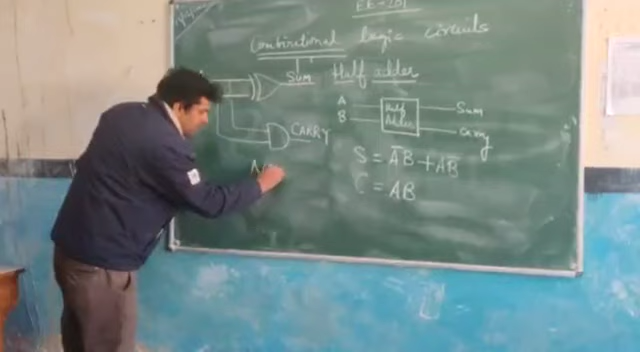 EE-201
Combinational logic circuits
Half adder
Sum
CARRY
A
B
Half
Adder
Sum
Carry
S = A̅B + AB
C = AB
A